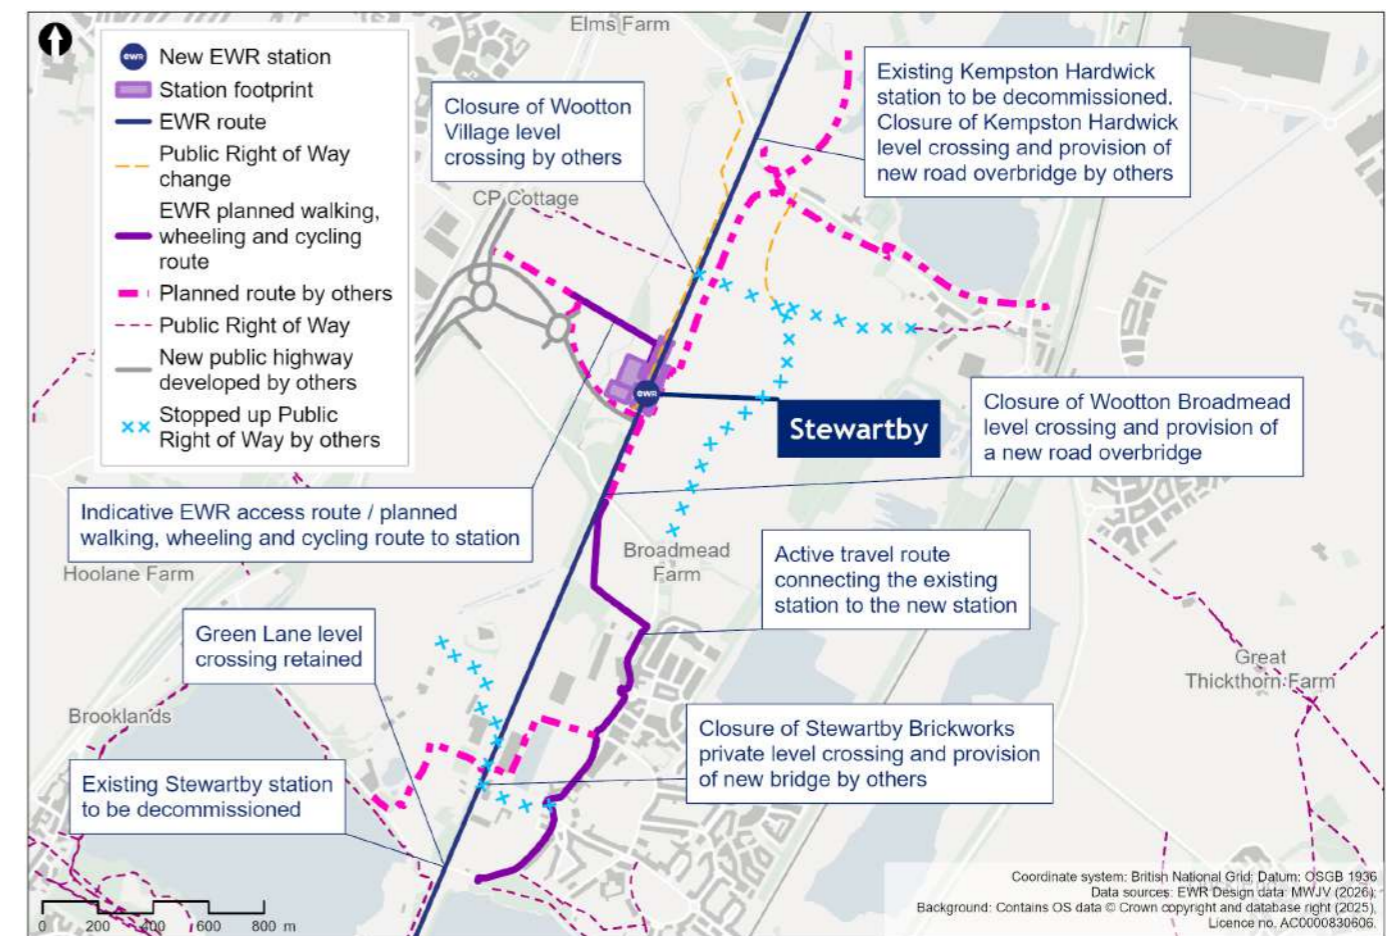 Elms Farm
ewr
New EWR station
Station footprint
EWR route
Public Right of Way
change
EWR planned walking,
wheeling and cycling
route
Planned route by others
Public Right of Way
New public highway
developed by others
Stopped up Public
Right of Way by others
Closure of Wootton
Village level
crossing by others
Existing Kempston Hardwick
station to be decommissioned.
Closure of Kempston Hardwick
level crossing and provision of
new road overbridge by others
CP Cottage
ewr
Stewartby
Closure of Wootton Broadmead
level crossing and provision of
a new road overbridge
Indicative EWR access route / planned
walking, wheeling and cycling route to station
Hoolane Farm
Broadmead
Farm
Active travel route
connecting the existing
station to the new station
Green Lane level
crossing retained
Great
Thickthorn Farm
Brooklands
Closure of Stewartby Brickworks
private level crossing and provision
of new bridge by others
Existing Stewartby station
to be decommissioned
0 200 400 600 800 m
Coordinate system: British National Grid; Datum: OSGB 1936
Data sources: EWR Design data: MWJV (2026);
Background: Contains OS data © Crown copyright and database right (2025),
Licence no. AC0000830606.